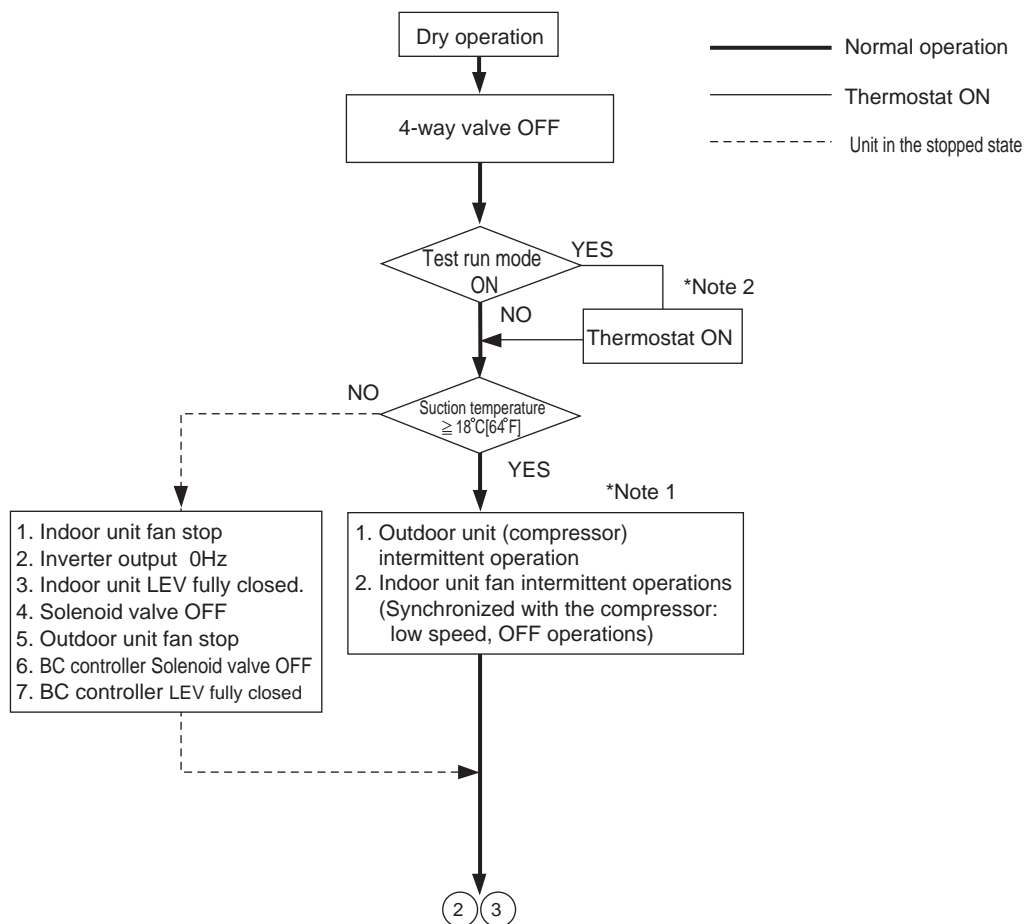 Dry operation
Normal operation
Thermostat ON
Unit in the stopped state
4-way valve OFF
Test run mode
ON
YES
*Note 2
NO
Thermostat ON
NO
Suction temperature
≧ 18°C[64°F]
YES
*Note 1
1. Indoor unit fan stop
2. Inverter output 0Hz
3. Indoor unit LEV fully closed.
4. Solenoid valve OFF
5. Outdoor unit fan stop
6. BC controller Solenoid valve OFF
7. BC controller LEV fully closed
1. Outdoor unit (compressor)
intermittent operation
2. Indoor unit fan intermittent operations
(Synchronized with the compressor:
low speed, OFF operations)
2 3